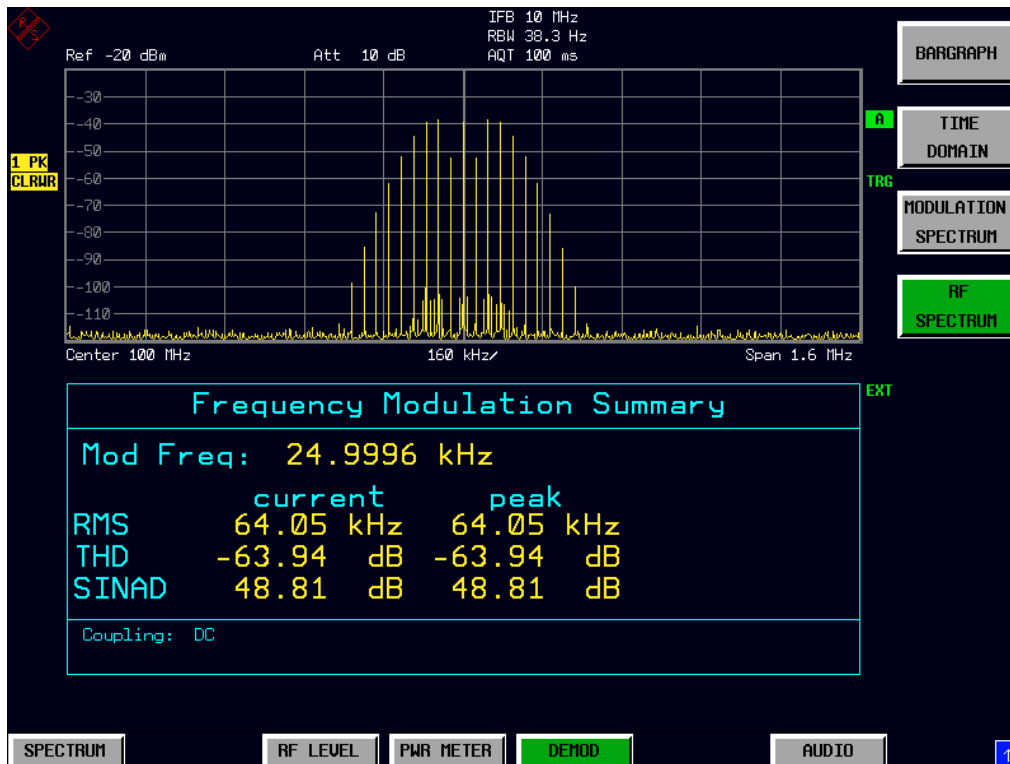 R S
IFB 10 MHz
RBW 38.3 Hz
Ref -20 dBm Att 10 dB AQT 100 ms
BARGRAPH
-30
-40
A
TIME
DOMAIN
-50
1 PK
CLRWR
-60
TRG
-70
MODULATION
SPECTRUM
-80
-90
-100
RF
SPECTRUM
-110
Center 100 MHz 160 kHz/ Span 1.6 MHz
EXT
Frequency Modulation Summary
Mod Freq: 24.9996 kHz
current peak
RMS 64.05 kHz 64.05 kHz
THD -63.94 dB -63.94 dB
SINAD 48.81 dB 48.81 dB
Coupling: DC
SPECTRUM RF LEVEL PWR METER DEMOD AUDIO ↑